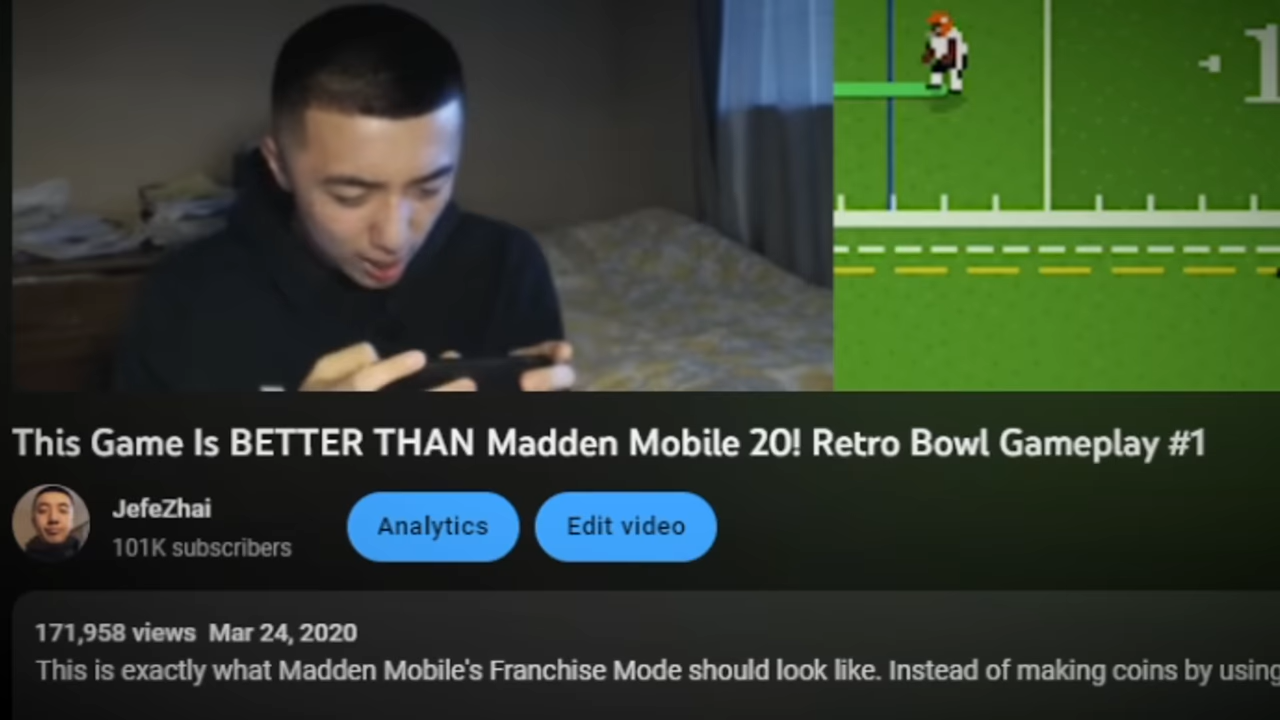 1
This Game Is BETTER THAN Madden Mobile 20! Retro Bowl Gameplay #1
JefeZhai
101K subscribers
Analytics
Edit video
171,958 views Mar 24, 2020
This is exactly what Madden Mobile's Franchise Mode should look like. Instead of making coins by using